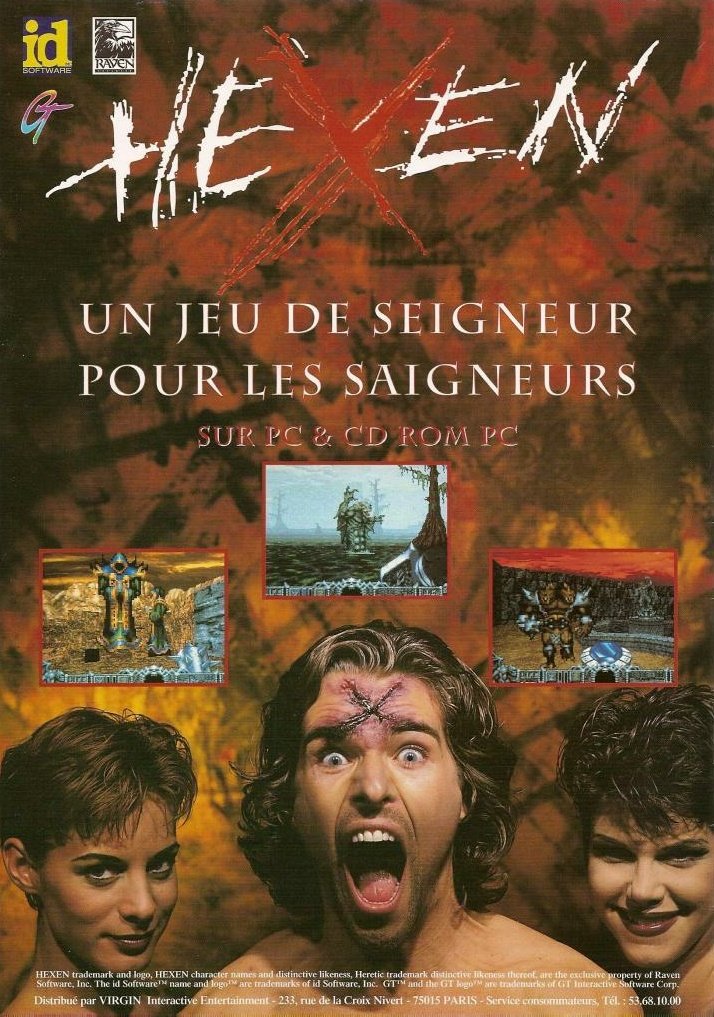 id
SOFTWARE
RAVEN
GT
HEXEN
UN JEU DE SEIGNEUR
POUR LES SAIGNEURS
SUR PC & CD ROM PC
HEXEN trademark and logo, HEXEN character names and distinctive likeness, Heretic trademark distinctive likeness thereof, are the exclusive property of Raven
Software, Inc. The id Software™ name and logo™ are trademarks of id Software, Inc. GT™ and the GT logo™ are trademarks of GT Interactive Software Corp.
Distribué par VIRGIN Interactive Entertainment - 233, rue de la Croix Nivert - 75015 PARIS - Service consommateurs, Tél. : 53.68.10.00